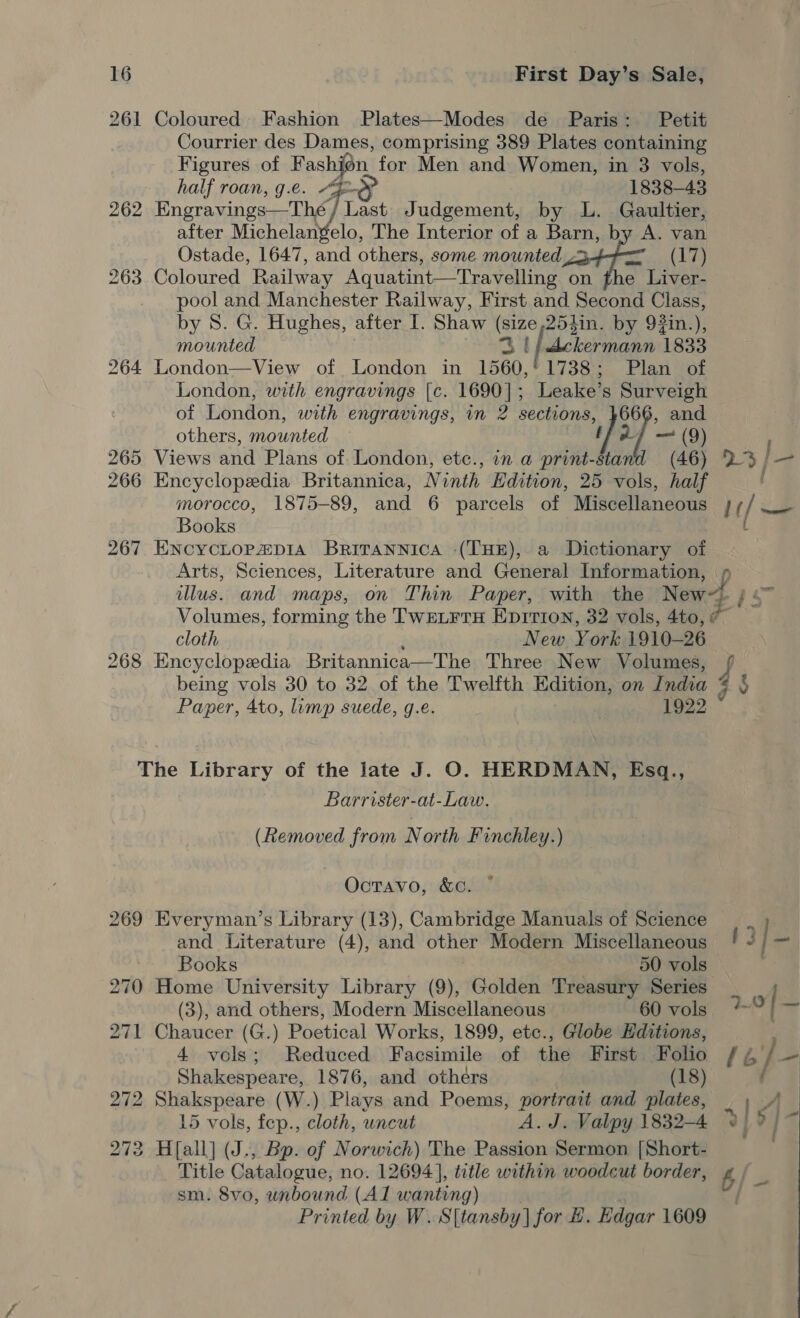 16 First Day’s Sale,
261 Coloured Fashion Plates—Modes de Paris: Petit
Courrier des Dames, comprising 389 Plates containing
Figures of Fashion for Men and Women, in 3 vols,
half roan, g.e. 1838–43
262 Engravings—The Last Judgement, by L. Gaultier,
after Michelangelo, The Interior of a Barn, by A. van
Ostade, 1647, and others, some mounted (17)
263 Coloured Railway Aquatint—Travelling on the Liver-
pool and Manchester Railway, First and Second Class,
by S. G. Hughes, after I. Shaw (size 25½in. by 9¾in.),
mounted Ackermann 1833
264 London—View of London in 1560, 1738; Plan of
London, with engravings [c. 1690]; Leake’s Surveigh
of London, with engravings, in 2 sections, 1666, and
others, mounted (9)
265 Views and Plans of London, etc., in a print-stand (46) 23/-
266 Encyclopædia Britannica, Ninth Edition, 25 vols, half
morocco, 1875–89, and 6 parcels of Miscellaneous
Books
267 ENCYCLOPÆDIA BRITANNICA (THE), a Dictionary of
Arts, Sciences, Literature and General Information,
illus. and maps, on Thin Paper, with the New
Volumes, forming the TWELFTH EDITION, 32 vols, 4to,
cloth New York 1910–26
268 Encyclopædia Britannica—The Three New Volumes,
being vols 30 to 32 of the Twelfth Edition, on India
Paper, 4to, limp suede, g.e. 1922
The Library of the late J. O. HERDMAN, Esq.,
Barrister-at-Law.
(Removed from North Finchley.)
OCTAVO, &c.
269 Everyman’s Library (13), Cambridge Manuals of Science
and Literature (4), and other Modern Miscellaneous 13/-
Books 50 vols
270 Home University Library (9), Golden Treasury Series
(3), and others, Modern Miscellaneous 60 vols 20/-
271 Chaucer (G.) Poetical Works, 1899, etc., Globe Editions,
4 vols; Reduced Facsimile of the First Folio 16/-
Shakespeare, 1876, and others (18)
272 Shakspeare (W.) Plays and Poems, portrait and plates,
15 vols, fcp., cloth, uncut A. J. Valpy 1832–4
273 H[all] (J., Bp. of Norwich) The Passion Sermon [Short-
Title Catalogue, no. 12694], title within woodcut border,
sm. 8vo, unbound (A1 wanting)
Printed by W. S[tansby] for E. Edgar 1609